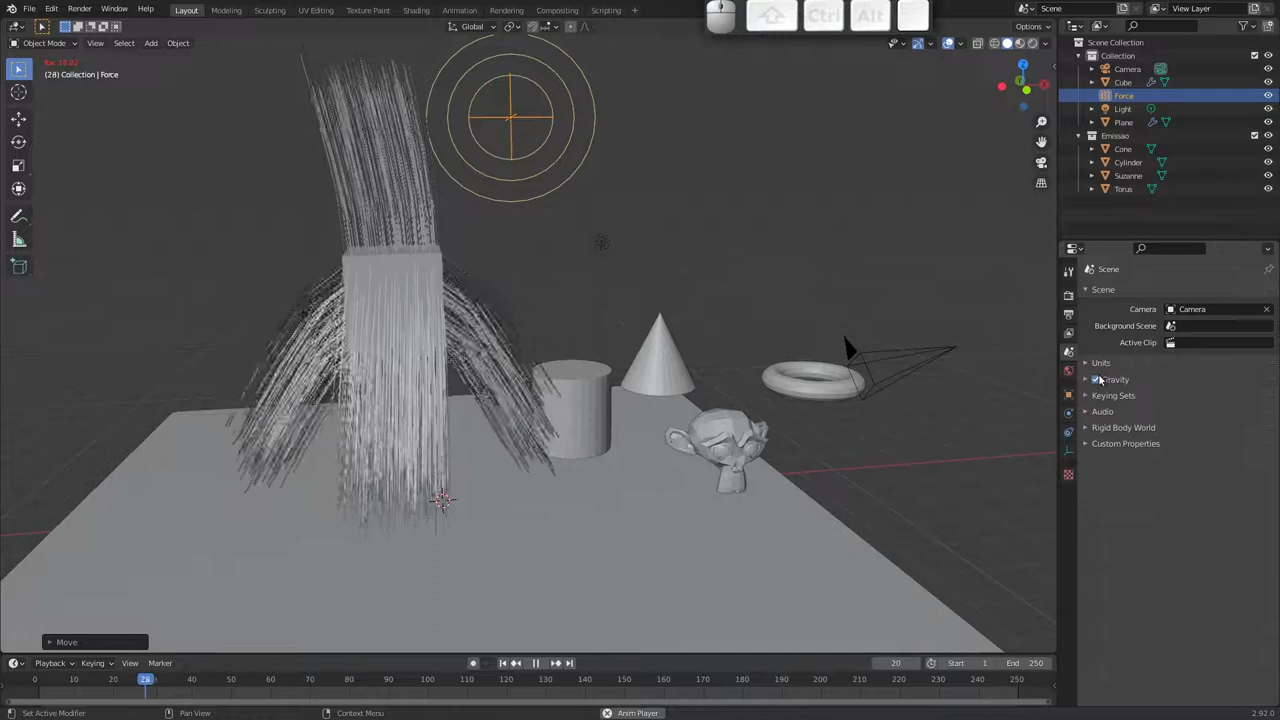 File Edit Render Window Help Layout Modeling Sculpting UV Editing Texture Paint Shading Animation Rendering Compositing Scripting + Shift Ctrl Alt Scene View Layer
Global Options
Object Mode View Select Add Object
(28) Collection | Force
Scene Collection
Collection
Camera
Cube
Force
Light
Plane
Emissao
Cone
Cylinder
Suzanne
Torus
Scene
Scene
Camera Camera
Background Scene
Active Clip
Units
Gravity
Keying Sets
Audio
Rigid Body World
Custom Properties
Move
Playback Keying View Marker 20 Start 1 End 250
0 10 20 28 40 50 60 70 80 90 100 110 120 130 140 150 160 170 180 190 200 210 220 230 240 250
Set Active Modifier Pan View Context Menu Anim Player 2.92.0